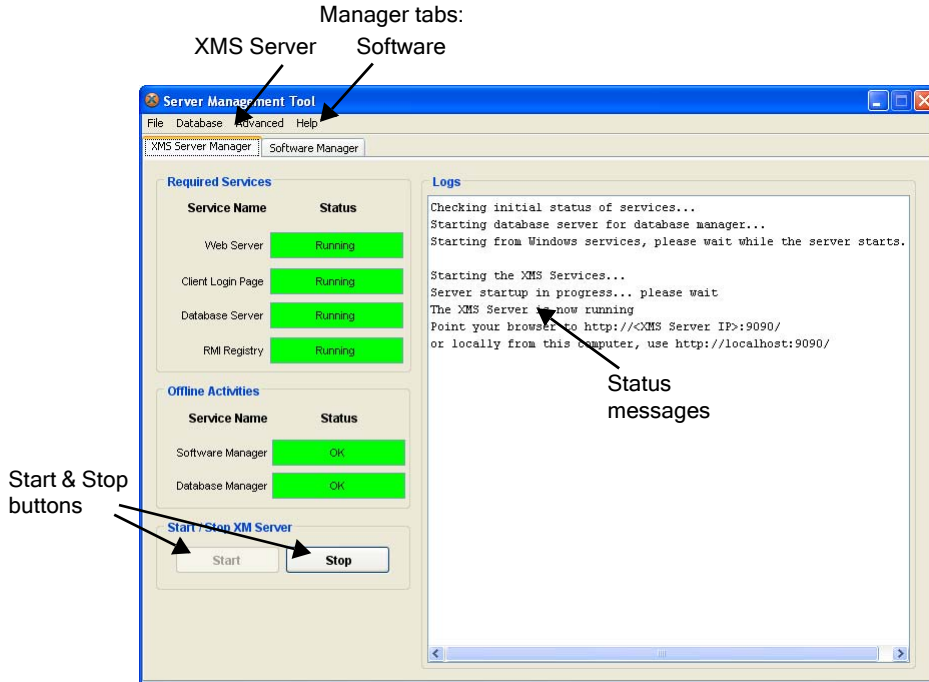 Manager tabs:
XMS Server Software
Server Management Tool
File Database Advanced Help
XMS Server Manager Software Manager
Required Services
Service Name Status
Web Server Running
Client Login Page Running
Database Server Running
RMI Registry Running
Offline Activities
Service Name Status
Software Manager OK
Database Manager OK
Start & Stop
buttons
Start / Stop XM Server
Start Stop
Logs
Checking initial status of services...
Starting database server for database manager...
Starting from Windows services, please wait while the server starts.
Starting the XMS Services...
Server startup in progress... please wait
The XMS Server is now running
Point your browser to http://<XMS Server IP>:9090/
or locally from this computer, use http://localhost:9090/
Status
messages